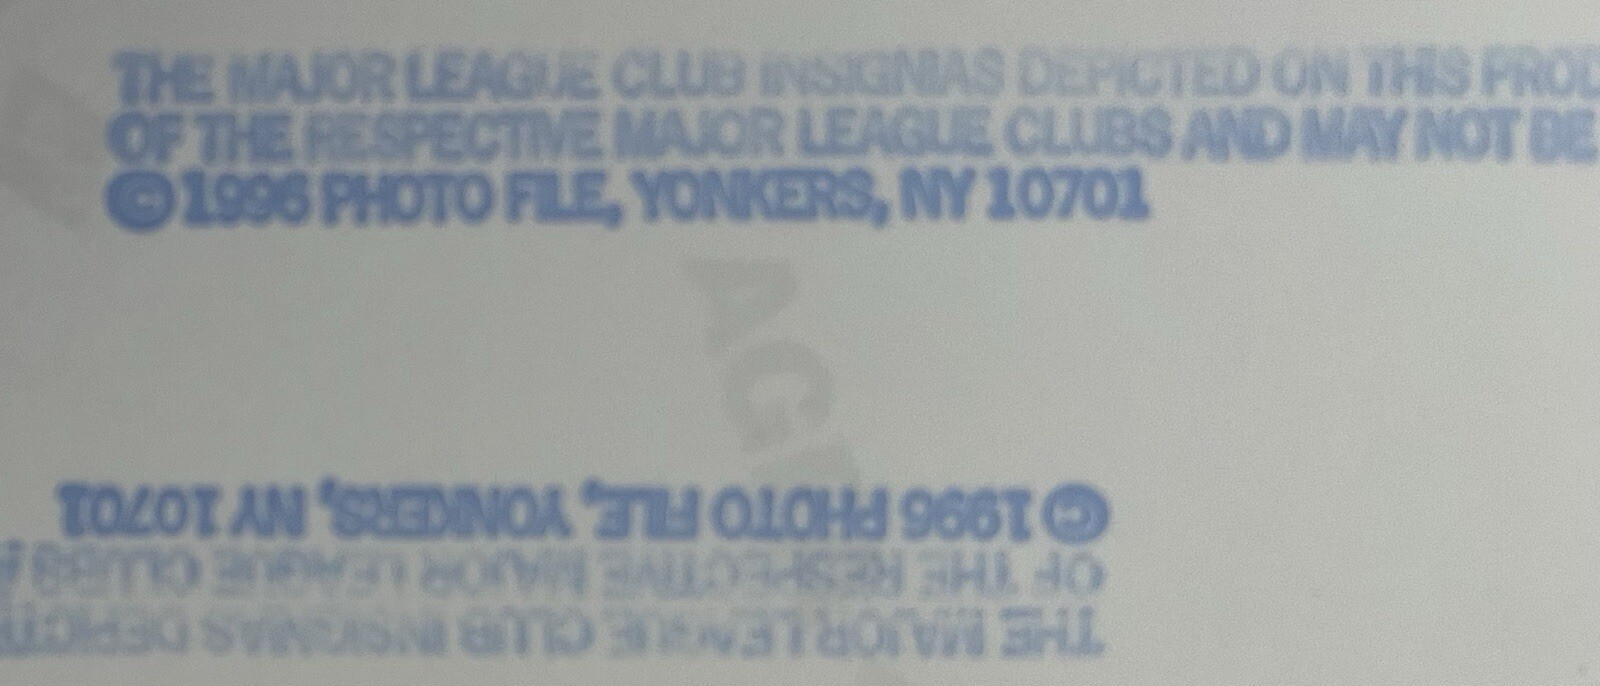 THE MAJOR LEAGUE CLUB INSIGNIAS DEPICTED ON THIS PROD
OF THE RESPECTIVE MAJOR LEAGUE CLUBS AND MAY NOT BE
© 1996 PHOTO FILE, YONKERS, NY 10701
AG
© 1996 PHOTO FILE, YONKERS, NY 10701
OF THE RESPECTIVE MAJOR LEAGUE CLUBS
THE MAJOR LEAGUE CLUB INSIGNIAS DEPICT